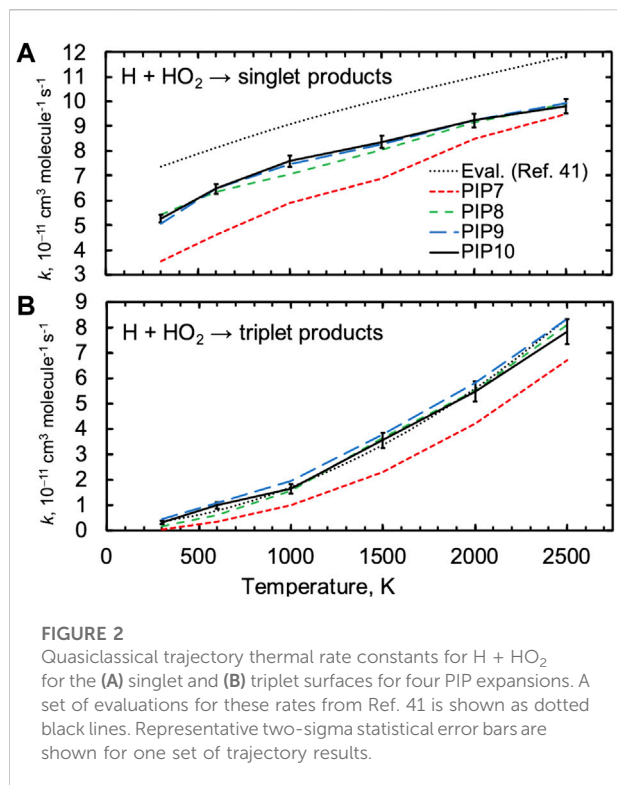 A
12
11
10
9
8
7
6
5
4
3
k, 10⁻¹¹ cm³ molecule⁻¹ s⁻¹
H + HO₂ → singlet products
Eval. (Ref. 41)
PIP7
PIP8
PIP9
PIP10
B
9
8
7
6
5
4
3
2
1
0
k, 10⁻¹¹ cm³ molecule⁻¹ s⁻¹
H + HO₂ → triplet products
0 500 1000 1500 2000 2500
Temperature, K
FIGURE 2
Quasiclassical trajectory thermal rate constants for H + HO₂
for the (A) singlet and (B) triplet surfaces for four PIP expansions. A
set of evaluations for these rates from Ref. 41 is shown as dotted
black lines. Representative two-sigma statistical error bars are
shown for one set of trajectory results.